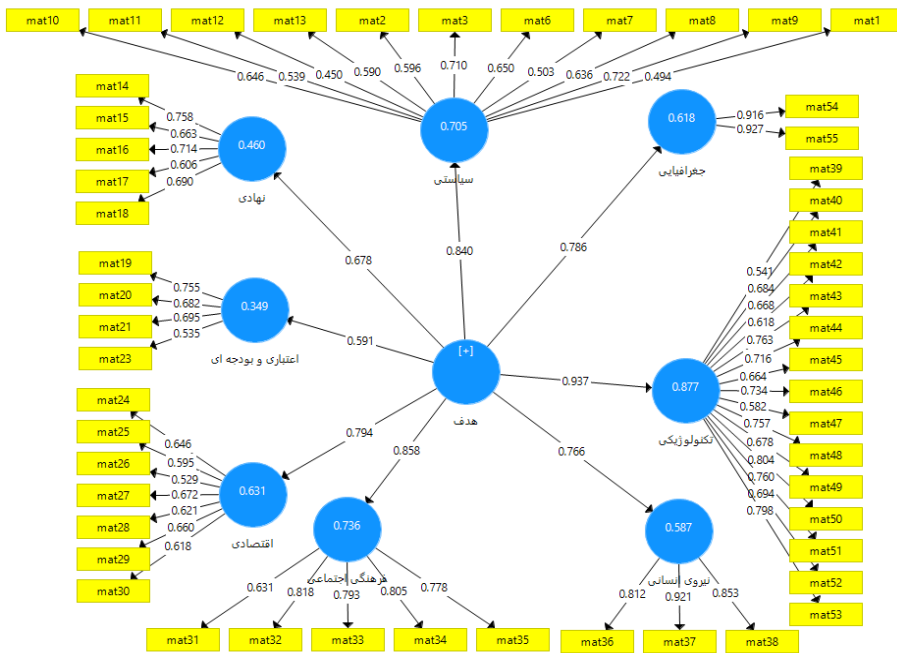 mat10 mat11 mat12 mat13 mat2 mat3 mat6 mat7 mat8 mat9 mat1
0.646 0.539 0.450 0.590 0.596 0.710 0.650 0.503 0.636 0.722 0.494
0.705
سیاستی
mat14
mat15
mat16
mat17
mat18
0.758
0.663
0.714
0.606
0.690
0.460
نهادی
0.618
جغرافیایی
0.916
0.927
mat54
mat55
0.678
0.840
0.786
mat19
mat20
mat21
mat23
0.755
0.682
0.695
0.535
0.349
اعتباری و بودجه ای
0.591
[+]
هدف
0.937
0.877
تکنولوژیکی
0.541
0.684
0.668
0.618
0.763
0.716
0.664
0.734
0.582
0.757
0.678
0.804
0.760
0.694
0.798
mat39
mat40
mat41
mat42
mat43
mat44
mat45
mat46
mat47
mat48
mat49
mat50
mat51
mat52
mat53
0.794
0.858
0.766
mat24
mat25
mat26
mat27
mat28
mat29
mat30
0.646
0.595
0.529
0.672
0.621
0.660
0.618
0.631
اقتصادی
0.736
فرهنگی اجتماعی
0.631 0.818 0.793 0.805 0.778
mat31 mat32 mat33 mat34 mat35
0.587
نیروی انسانی
0.812 0.921 0.853
mat36 mat37 mat38